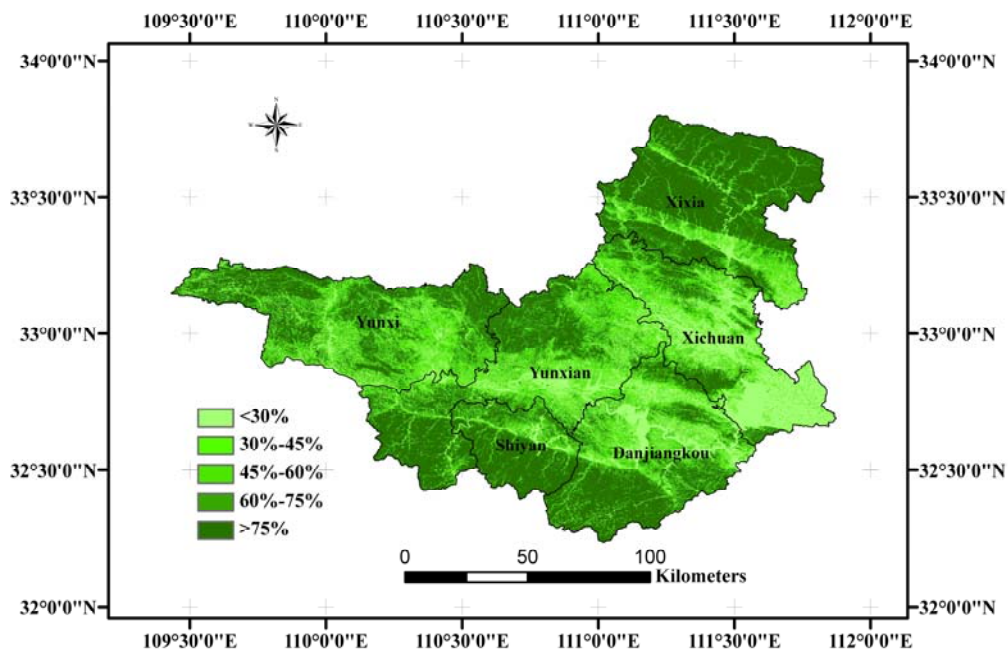 109°30'0"E 110°0'0"E 110°30'0"E 111°0'0"E 111°30'0"E 112°0'0"E
34°0'0"N 34°0'0"N
N
W E
S
33°30'0"N 33°30'0"N
Xixia
33°0'0"N 33°0'0"N
Yunxi
Xichuan
Yunxian
<30%
30%-45%
Shiyan
Danjiangkou
32°30'0"N 32°30'0"N
45%-60%
60%-75%
>75%
0 50 100
Kilometers
32°0'0"N 32°0'0"N
109°30'0"E 110°0'0"E 110°30'0"E 111°0'0"E 111°30'0"E 112°0'0"E